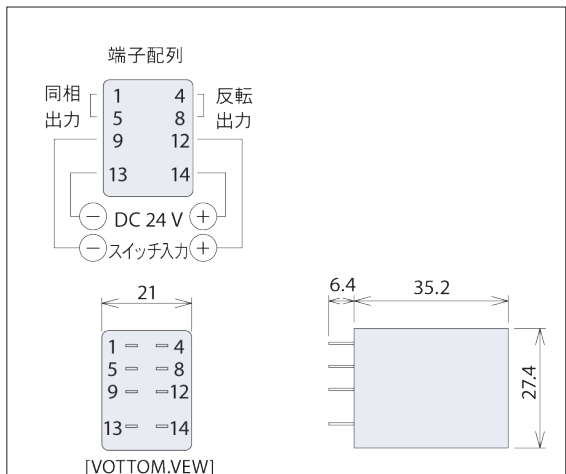 端子配列
同相 1 4 反転
出力 5 8 出力
9 12
13 14
− DC 24 V +
− スイッチ入力 +
21
6.4 35.2
1 4
5 8
9 12
13 14
27.4
[VOTTOM.VEW]